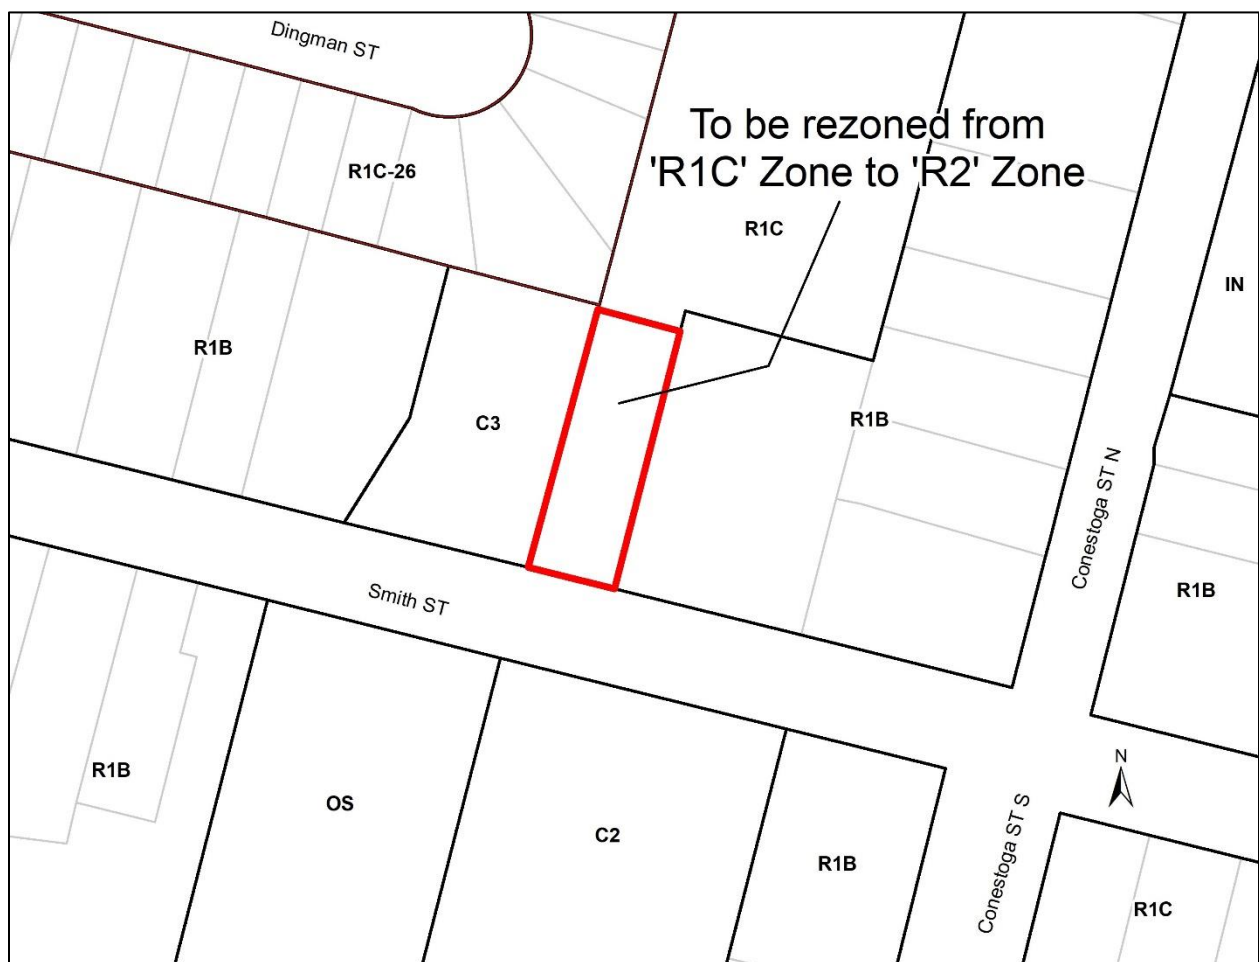 Dingman ST
To be rezoned from
'R1C' Zone to 'R2' Zone
R1C-26
R1C
IN
R1B
C3
R1B
Conestoga ST N
R1B
Smith ST
N
R1B
OS
C2
R1B
Conestoga ST S
R1C